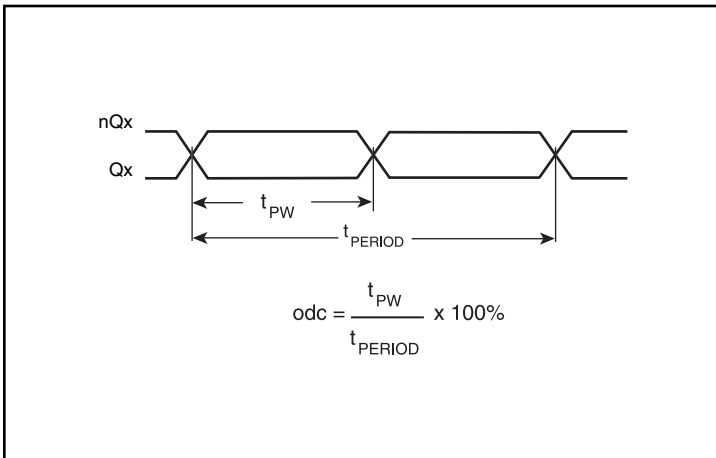 nQx
Qx
tPW
tPERIOD
tPW
odc = x 100%
tPERIOD